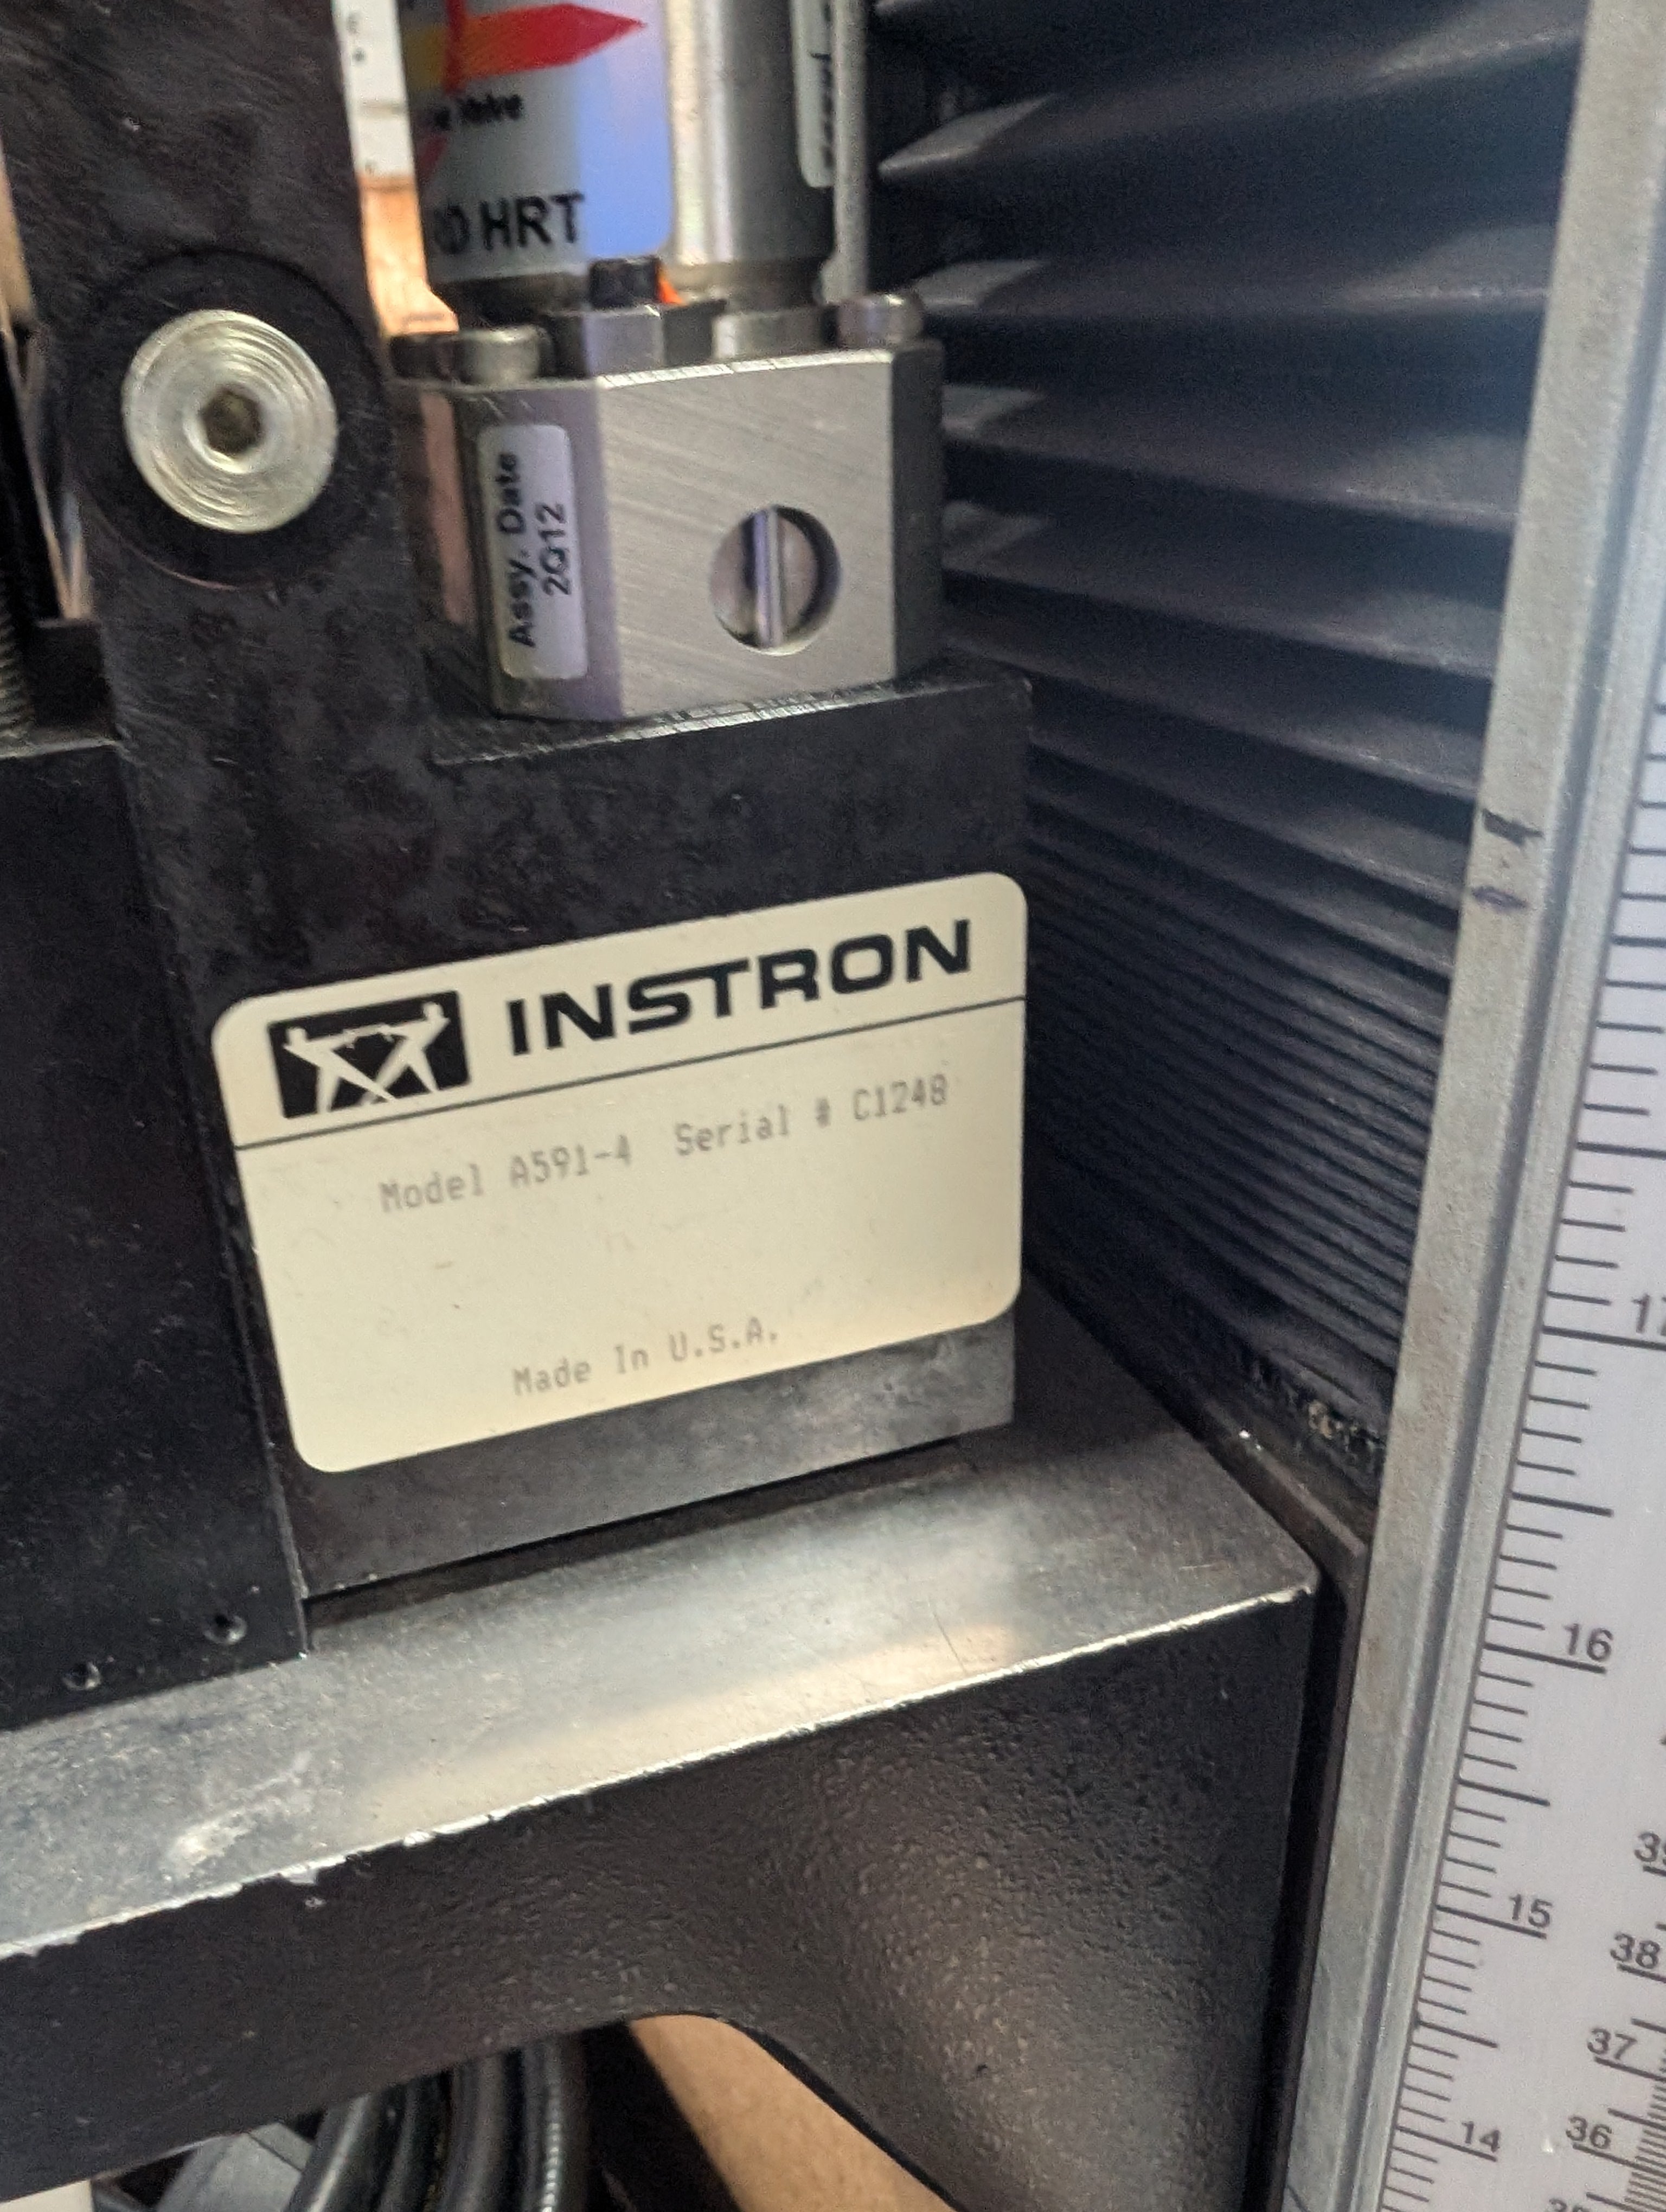 HRT
Assy. Date
2Q12
INSTRON
Model A591-4 Serial # C1248
Made In U.S.A.
17
16
15
14
38
37
36